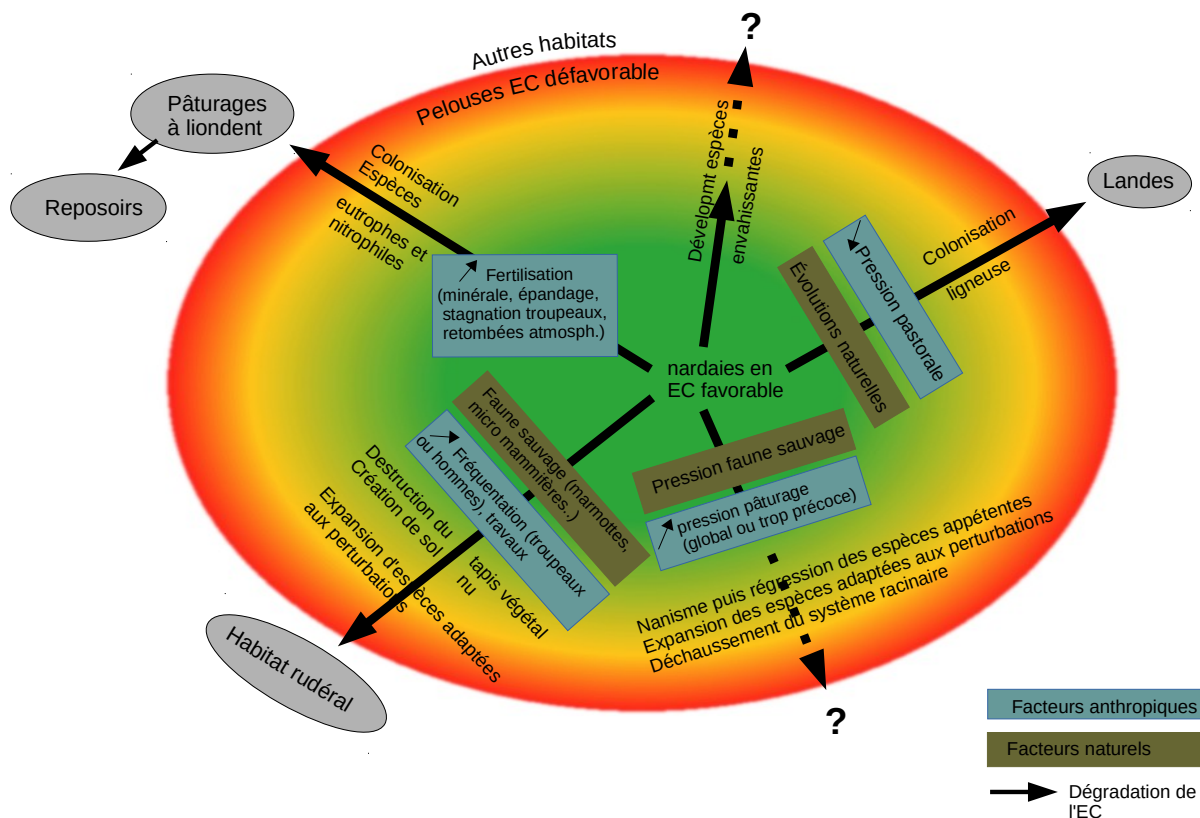 ?
Autres habitats
Pelouses EC défavorable
Pâturages
à liondent
Reposoirs
Colonisation
Espèces
eutrophes et
nitrophiles
Développmt espèces
envahissantes
Landes
Colonisation
ligneuse
↗ Fertilisation
(minérale, épandage,
stagnation troupeaux,
retombées atmosph.)
Évolutions naturelles
↙ Pression pastorale
nardaies en
EC favorable
Faune sauvage (marmottes,
micro mammifères..)
↗ Fréquentation (troupeaux
ou hommes), travaux
Pression faune sauvage
↗ pression pâturage
(global ou trop précoce)
Destruction du tapis végétal
Création de sol nu
Expansion d'espèces adaptées
aux perturbations
Nanisme puis régression des espèces appétentes
Expansion des espèces adaptées aux perturbations
Déchaussement du système racinaire
Habitat rudéral
?
Facteurs anthropiques
Facteurs naturels
Dégradation de
l'EC